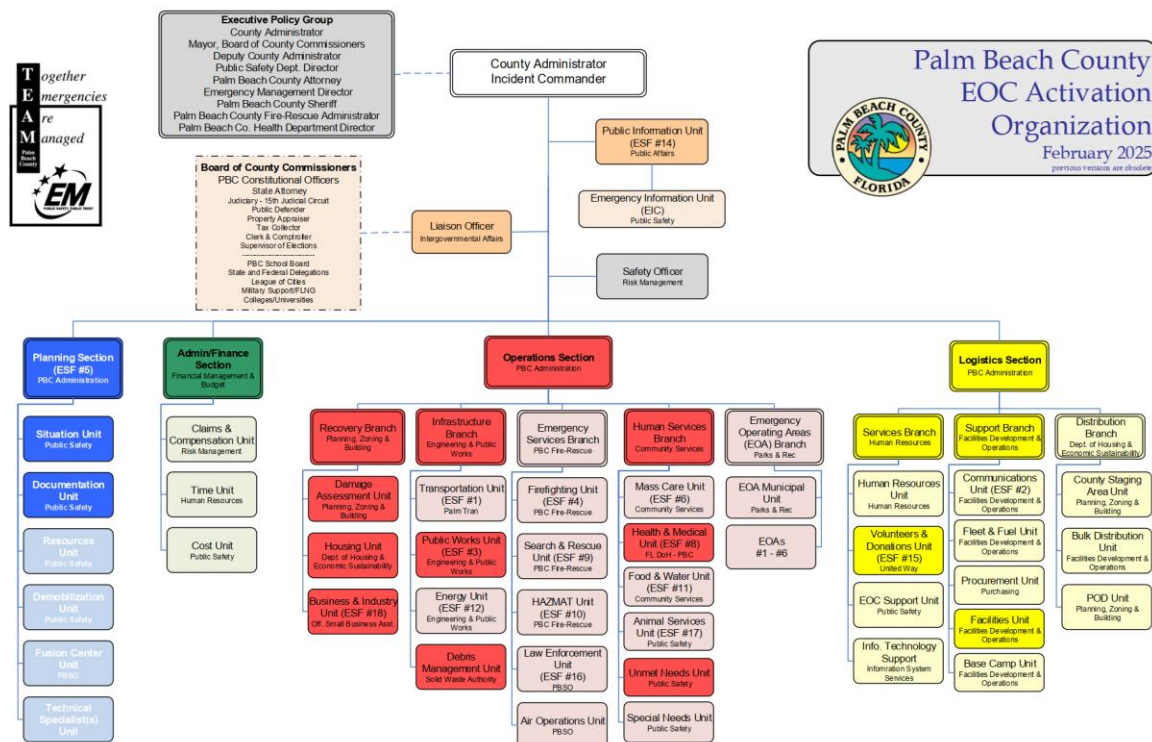 Executive Policy Group
County Administrator
Mayor, Board of County Commissioners
Deputy County Administrator
Public Safety Dept. Director
Palm Beach County Attorney
Emergency Management Director
Palm Beach County Sheriff
Palm Beach County Fire-Rescue Administrator
Palm Beach Co. Health Department Director
County Administrator
Incident Commander
Palm Beach County
EOC Activation
Organization
February 2025
previous versions are obsolete
PALM BEACH COUNTY
FLORIDA
Together
Emergencies
Are
Managed
Palm
Beach
County
EM
PUBLIC SAFETY, PUBLIC TRUST
Public Information Unit
(ESF #14)
Public Affairs
Emergency Information Unit
(EIC)
Public Safety
Board of County Commissioners
PBC Constitutional Officers
State Attorney
Judiciary - 15th Judicial Circuit
Public Defender
Property Appraiser
Tax Collector
Clerk & Comptroller
Supervisor of Elections
----------------------------
PBC School Board
State and Federal Delegations
League of Cities
Military Support/FLNG
Colleges/Universities
Liaison Officer
Intergovernmental Affairs
Safety Officer
Risk Management
Planning Section
(ESF #5)
PBC Administration
Situation Unit
Public Safety
Documentation
Unit
Public Safety
Resources
Unit
Public Safety
Demobilization
Unit
Public Safety
Fusion Center
Unit
PBSO
Technical
Specialist(s)
Unit
Admin/Finance
Section
Financial Management &
Budget
Claims &
Compensation Unit
Risk Management
Time Unit
Human Resources
Cost Unit
Public Safety
Operations Section
PBC Administration
Recovery Branch
Planning, Zoning &
Building
Damage
Assessment Unit
Planning, Zoning &
Building
Housing Unit
Dept. of Housing &
Economic Sustainability
Business & Industry
Unit (ESF #18)
Off. Small Business Asst.
Infrastructure
Branch
Engineering & Public
Works
Transportation Unit
(ESF #1)
Palm Tran
Public Works Unit
(ESF #3)
Engineering & Public
Works
Energy Unit
(ESF #12)
Engineering & Public
Works
Debris
Management Unit
Solid Waste Authority
Emergency
Services Branch
PBC Fire-Rescue
Firefighting Unit
(ESF #4)
PBC Fire-Rescue
Search & Rescue
Unit (ESF #9)
PBC Fire-Rescue
HAZMAT Unit
(ESF #10)
PBC Fire-Rescue
Law Enforcement
Unit
(ESF #16)
PBSO
Air Operations Unit
PBSO
Human Services
Branch
Community Services
Mass Care Unit
(ESF #6)
Community Services
Health & Medical
Unit (ESF #8)
FL DoH - PBC
Food & Water Unit
(ESF #11)
Community Services
Animal Services
Unit (ESF #17)
Public Safety
Unmet Needs Unit
Public Safety
Special Needs Unit
Public Safety
Emergency
Operating Areas
(EOA) Branch
Parks & Rec
EOA Municipal
Unit
Parks & Rec
EOAs
#1 - #6
Logistics Section
PBC Administration
Services Branch
Human Resources
Human Resources
Unit
Human Resources
Volunteers &
Donations Unit
(ESF #15)
United Way
EOC Support Unit
Public Safety
Info. Technology
Support
Infomration System
Services
Support Branch
Facilities Development &
Operations
Communications
Unit (ESF #2)
Facilities Development &
Operations
Fleet & Fuel Unit
Facilities Development &
Operations
Procurement Unit
Purchasing
Facilities Unit
Facilities Development &
Operations
Base Camp Unit
Facilities Development &
Operations
Distribution
Branch
Dept. of Housing &
Economic Sustainability
County Staging
Area Unit
Planning, Zoning &
Building
Bulk Distribution
Unit
Facilities Development &
Operations
POD Unit
Planning, Zoning &
Building